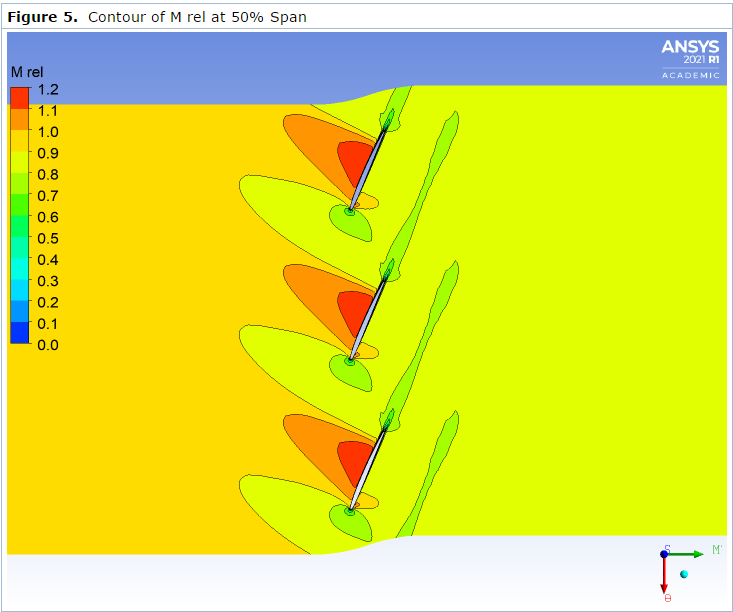 Figure 5. Contour of M rel at 50% Span
ANSYS
2021 R1
ACADEMIC
M rel
1.2
1.1
1.0
0.9
0.8
0.7
0.6
0.5
0.4
0.3
0.2
0.1
0.0
S
M'
θ